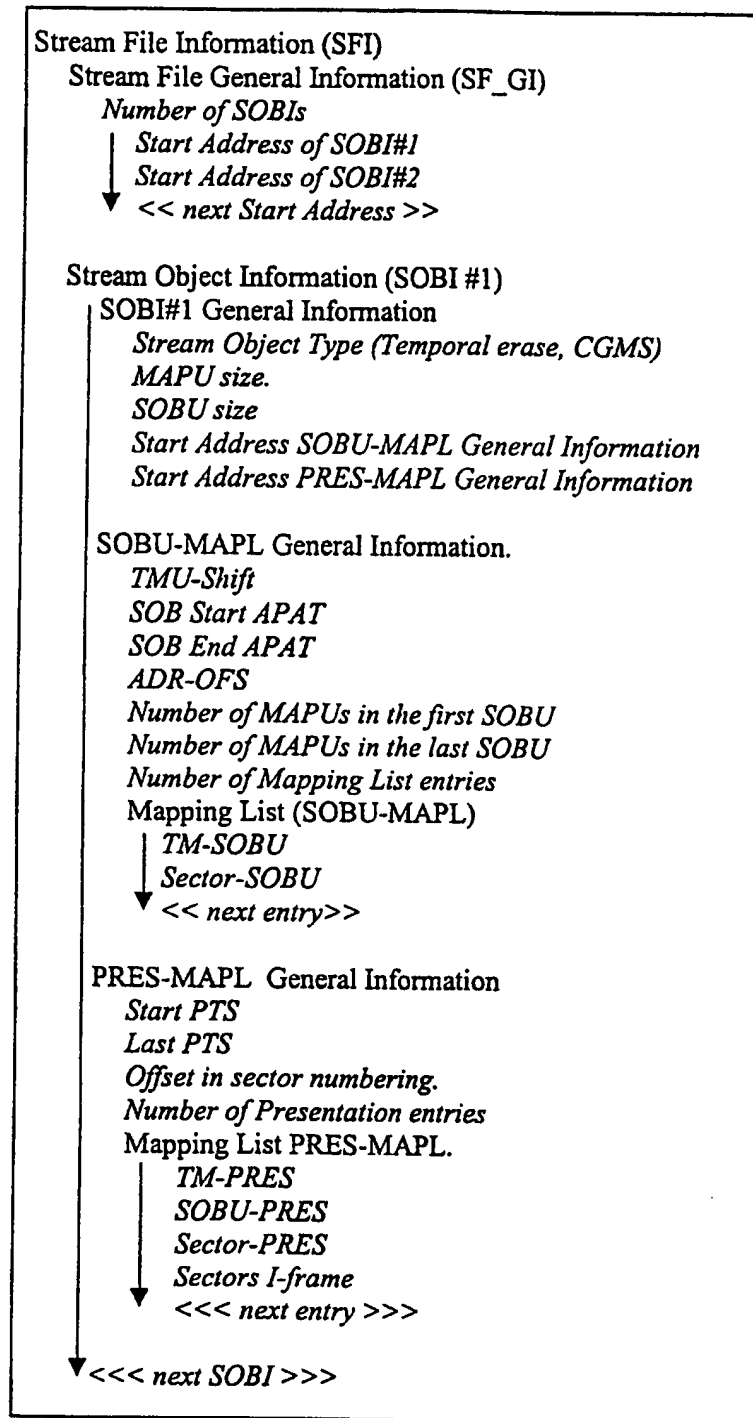 Stream File Information (SFI)
Stream File General Information (SF_GI)
Number of SOBIs
Start Address of SOBI#1
Start Address of SOBI#2
<< next Start Address >>
Stream Object Information (SOBI #1)
SOBI#1 General Information
Stream Object Type (Temporal erase, CGMS)
MAPU size.
SOBU size
Start Address SOBU-MAPL General Information
Start Address PRES-MAPL General Information
SOBU-MAPL General Information.
TMU-Shift
SOB Start APAT
SOB End APAT
ADR-OFS
Number of MAPUs in the first SOBU
Number of MAPUs in the last SOBU
Number of Mapping List entries
Mapping List (SOBU-MAPL)
TM-SOBU
Sector-SOBU
<< next entry>>
PRES-MAPL General Information
Start PTS
Last PTS
Offset in sector numbering.
Number of Presentation entries
Mapping List PRES-MAPL.
TM-PRES
SOBU-PRES
Sector-PRES
Sectors I-frame
<<< next entry >>>
<<< next SOBI >>>